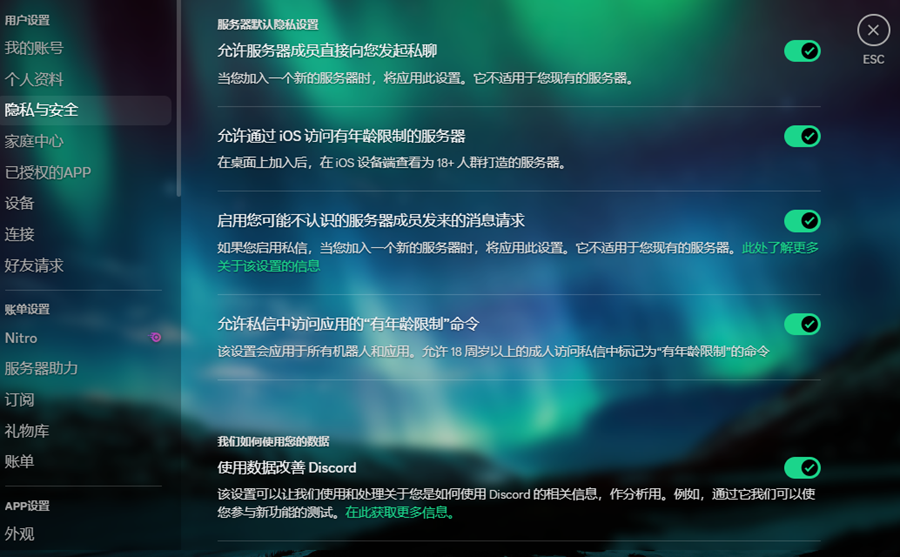 用户设置
我的账号
个人资料
隐私与安全
家庭中心
已授权的APP
设备
连接
好友请求
账单设置
Nitro
服务器助力
订阅
礼物库
账单
APP设置
外观
服务器默认隐私设置
允许服务器成员直接向您发起私聊
当您加入一个新的服务器时，将应用此设置。它不适用于您现有的服务器。
允许通过 iOS 访问有年龄限制的服务器
在桌面上加入后，在 iOS 设备端查看为 18+ 人群打造的服务器。
启用您可能不认识的服务器成员发来的消息请求
如果您启用私信，当您加入一个新的服务器时，将应用此设置。它不适用于您现有的服务器。此处了解更多
关于该设置的信息
允许私信中访问应用的“有年龄限制”命令
该设置会应用于所有机器人和应用。允许 18 周岁以上的成人访问私信中标记为“有年龄限制”的命令
我们如何使用您的数据
使用数据改善 Discord
该设置可以让我们使用和处理关于您是如何使用 Discord 的相关信息，作分析用。例如，通过它我们可以使
您参与新功能的测试。在此获取更多信息。
ESC